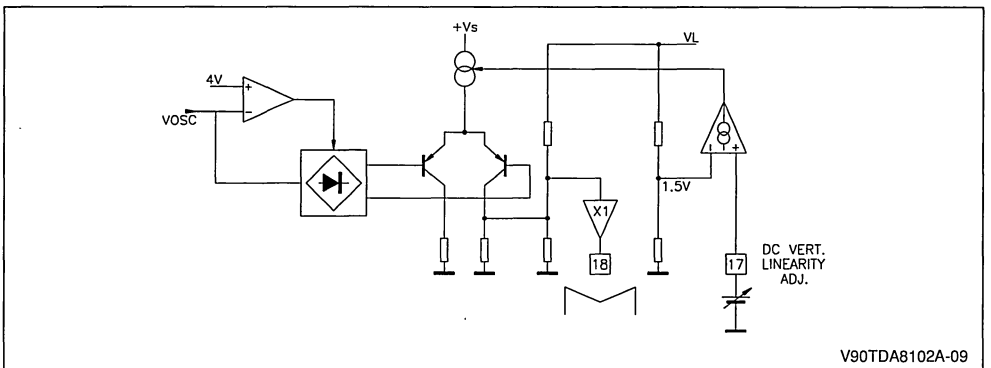 +Vs
VL
4V
+
-
VOSC
- +
1.5V
X1
18
17
DC VERT.
LINEARITY
ADJ.
V90TDA8102A-09